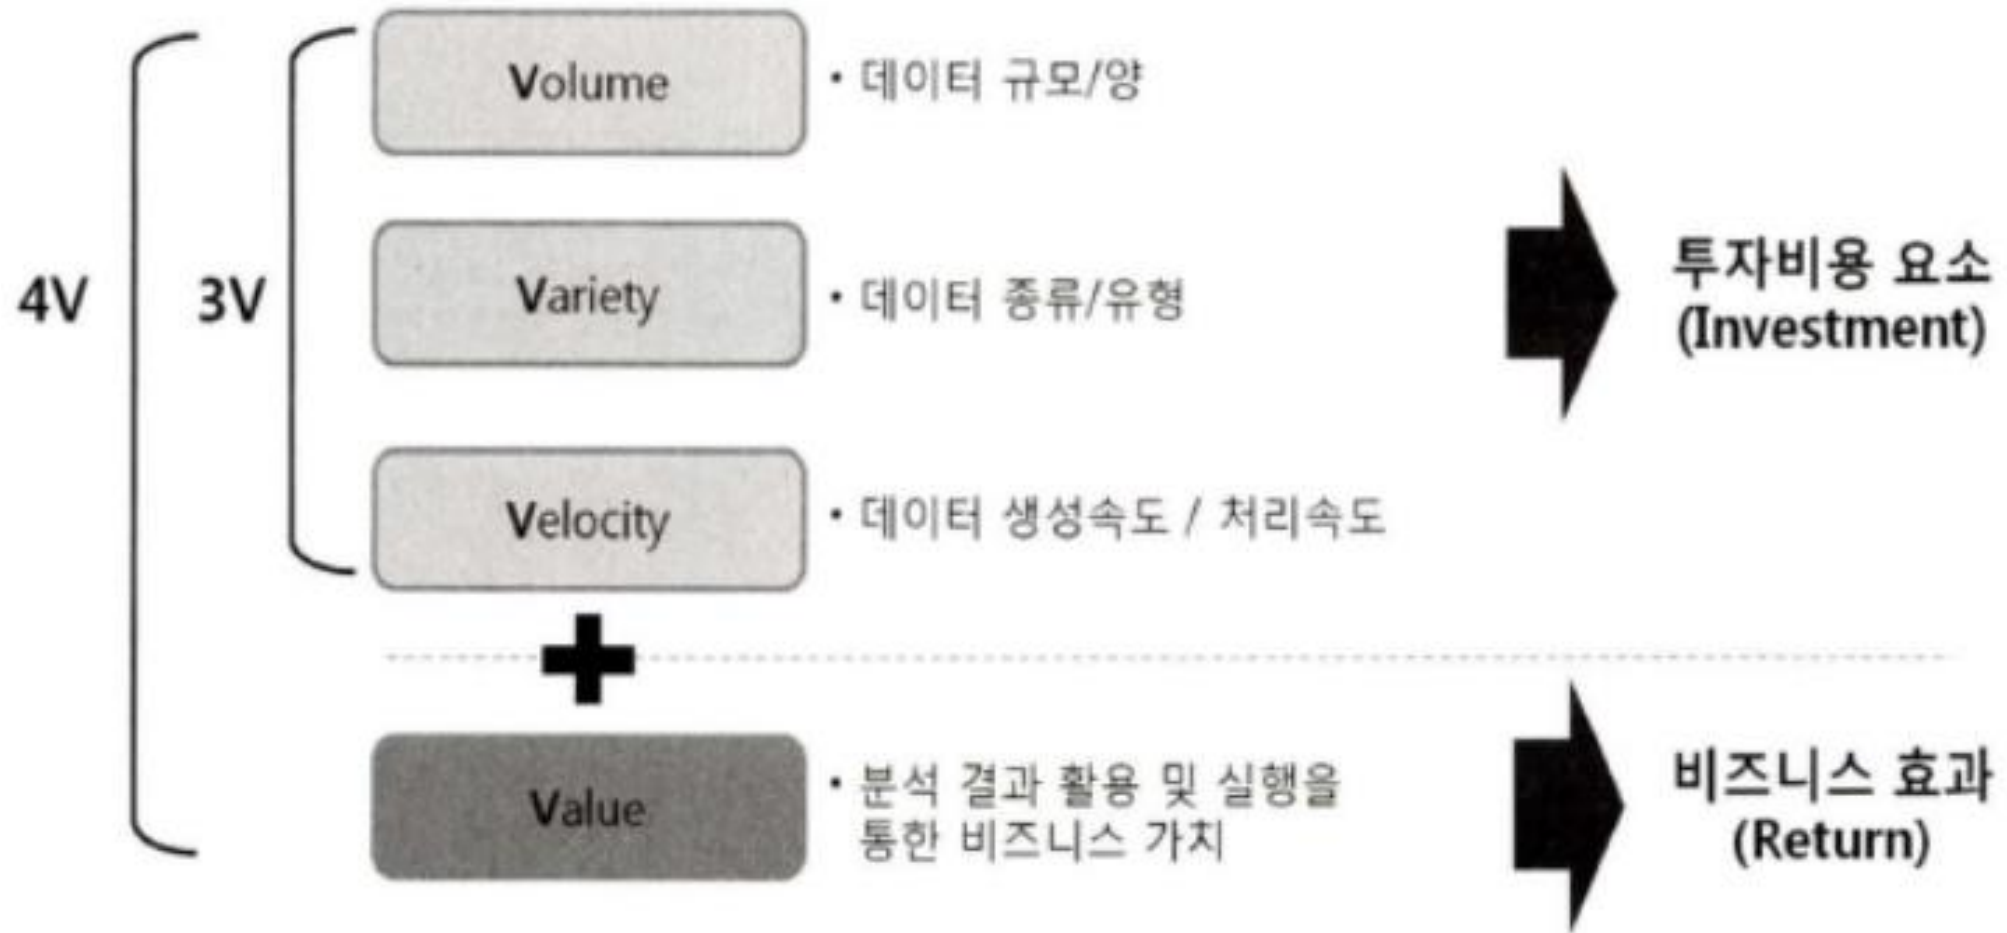 4V
3V
Volume
• 데이터 규모/양
Variety
• 데이터 종류/유형
Velocity
• 데이터 생성속도 / 처리속도
투자비용 요소
(Investment)
Value
• 분석 결과 활용 및 실행을
통한 비즈니스 가치
비즈니스 효과
(Return)